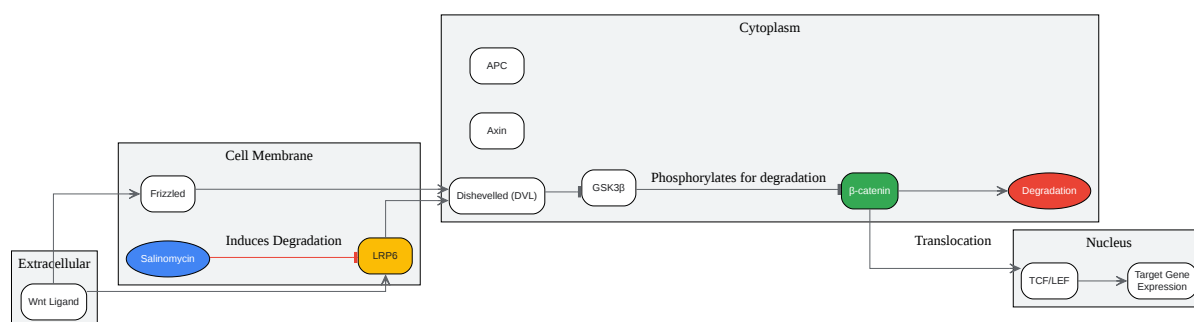 Cytoplasm
APC
Axin
Cell Membrane
Frizzled
Dishevelled (DVL)
GSK3β
Phosphorylates for degradation
β-catenin
Degradation
Salinomycin
Induces Degradation
LRP6
Extracellular
Wnt Ligand
Translocation
Nucleus
TCF/LEF
Target Gene
Expression